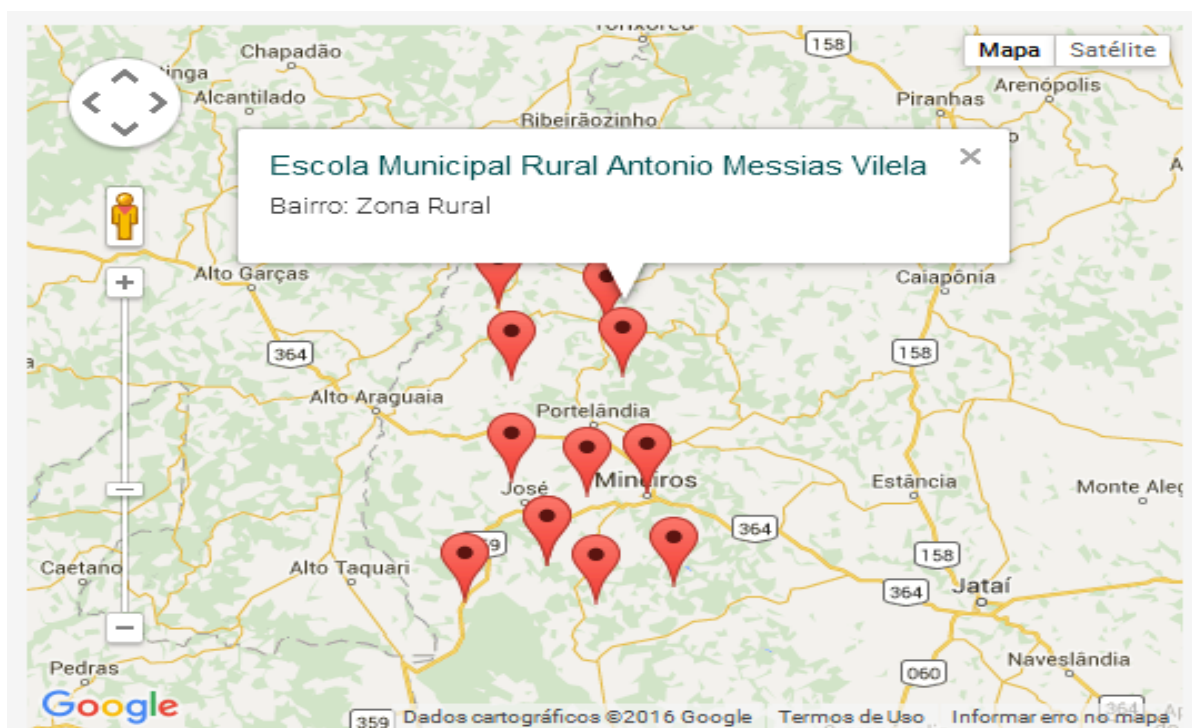 158
Mapa
Satélite
Chapadão
Alcantilado
Piranhas
Arenópolis
Ribeirãozinho
Escola Municipal Rural Antonio Messias Vilela
Bairro: Zona Rural
Alto Garças
Caiapônia
364
158
Alto Araguaia
Portelândia
José
Mineiros
Estância
Monte Aleg
364
158
Caetano
Alto Taquari
364
Jataí
Pedras
060
Naveslândia
Google
359
Dados cartográficos ©2016 Google
Termos de Uso
Informar erro no mapa